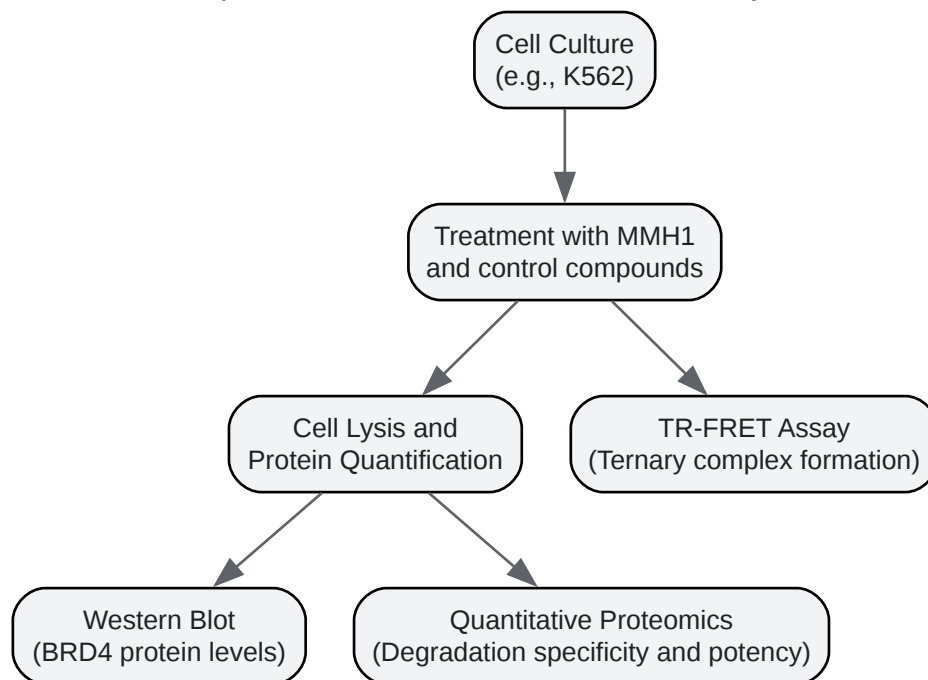 Cell Culture
(e.g., K562)
Treatment with MMH1
and control compounds
Cell Lysis and
Protein Quantification
TR-FRET Assay
(Ternary complex formation)
Western Blot
(BRD4 protein levels)
Quantitative Proteomics
(Degradation specificity and potency)